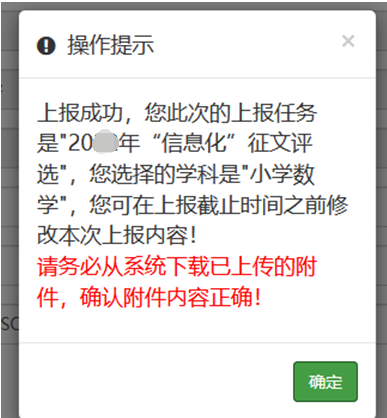 操作提示
×
上报成功，您此次的上报任务
是"20年“信息化”征文评
选"，您选择的学科是"小学数
学"，您可在上报截止时间之前修
改本次上报内容！
请务必从系统下载已上传的附
件，确认附件内容正确！
SC
确定